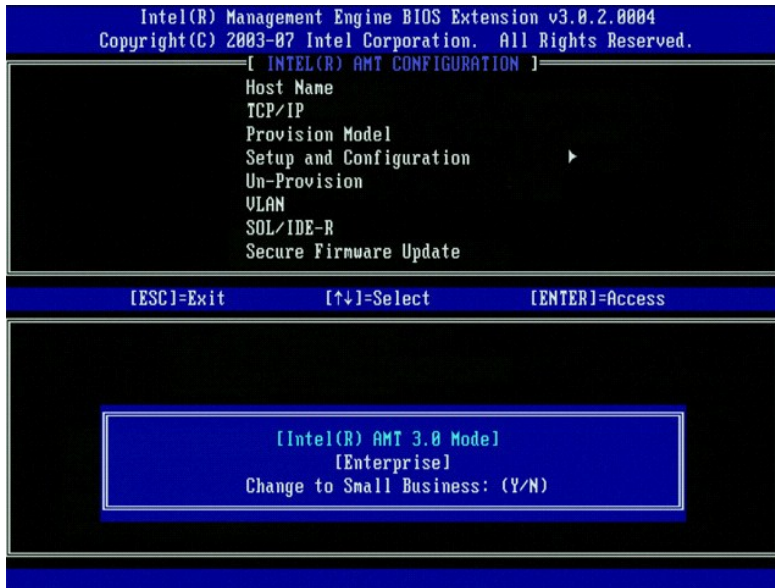 Intel(R) Management Engine BIOS Extension v3.0.2.0004
Copyright(C) 2003-07 Intel Corporation. All Rights Reserved.
[ INTEL(R) AMT CONFIGURATION ]
Host Name
TCP/IP
Provision Model
Setup and Configuration ►
Un-Provision
VLAN
SOL/IDE-R
Secure Firmware Update
[ESC]=Exit [↑↓]=Select [ENTER]=Access
[Intel(R) AMT 3.0 Mode]
[Enterprise]
Change to Small Business: (Y/N)